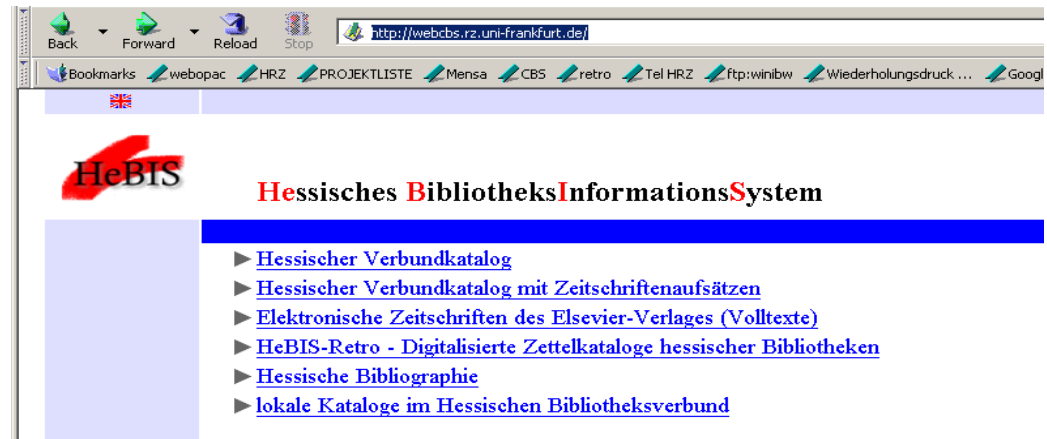 http://webcbs.rz.uni-frankfurt.de/
Back Forward Reload Stop
Bookmarks webopac HRZ PROJEKTLISTE Mensa CBS retro Tel HRZ ftp:winibw Wiederholungsdruck ... Googl
HeBIS
Hessisches BibliotheksInformationsSystem
Hessischer Verbundkatalog
Hessischer Verbundkatalog mit Zeitschriftenaufsätzen
Elektronische Zeitschriften des Elsevier-Verlages (Volltexte)
HeBIS-Retro - Digitalisierte Zettelkataloge hessischer Bibliotheken
Hessische Bibliographie
lokale Kataloge im Hessischen Bibliotheksverbund